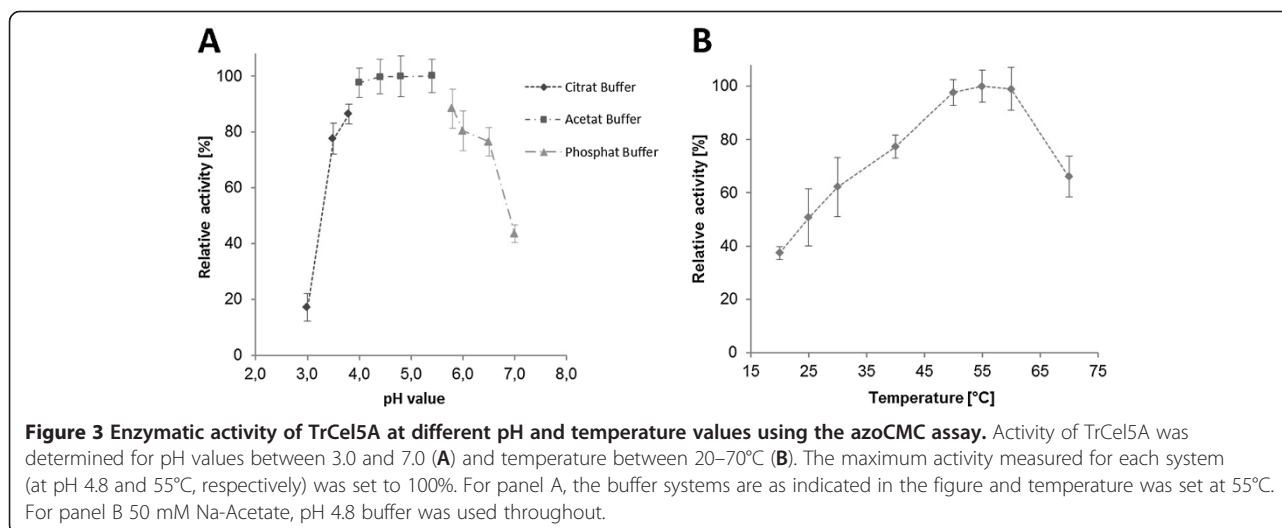 A
Relative activity [%]
100
80
60
40
20
0
2,0 3,0 4,0 5,0 6,0 7,0 8,0
pH value
Citrat Buffer
Acetat Buffer
Phosphat Buffer
B
Relative activity [%]
100
80
60
40
20
0
15 25 35 45 55 65 75
Temperature [°C]
Figure 3 Enzymatic activity of TrCel5A at different pH and temperature values using the azoCMC assay. Activity of TrCel5A was
determined for pH values between 3.0 and 7.0 (A) and temperature between 20–70°C (B). The maximum activity measured for each system
(at pH 4.8 and 55°C, respectively) was set to 100%. For panel A, the buffer systems are as indicated in the figure and temperature was set at 55°C.
For panel B 50 mM Na-Acetate, pH 4.8 buffer was used throughout.